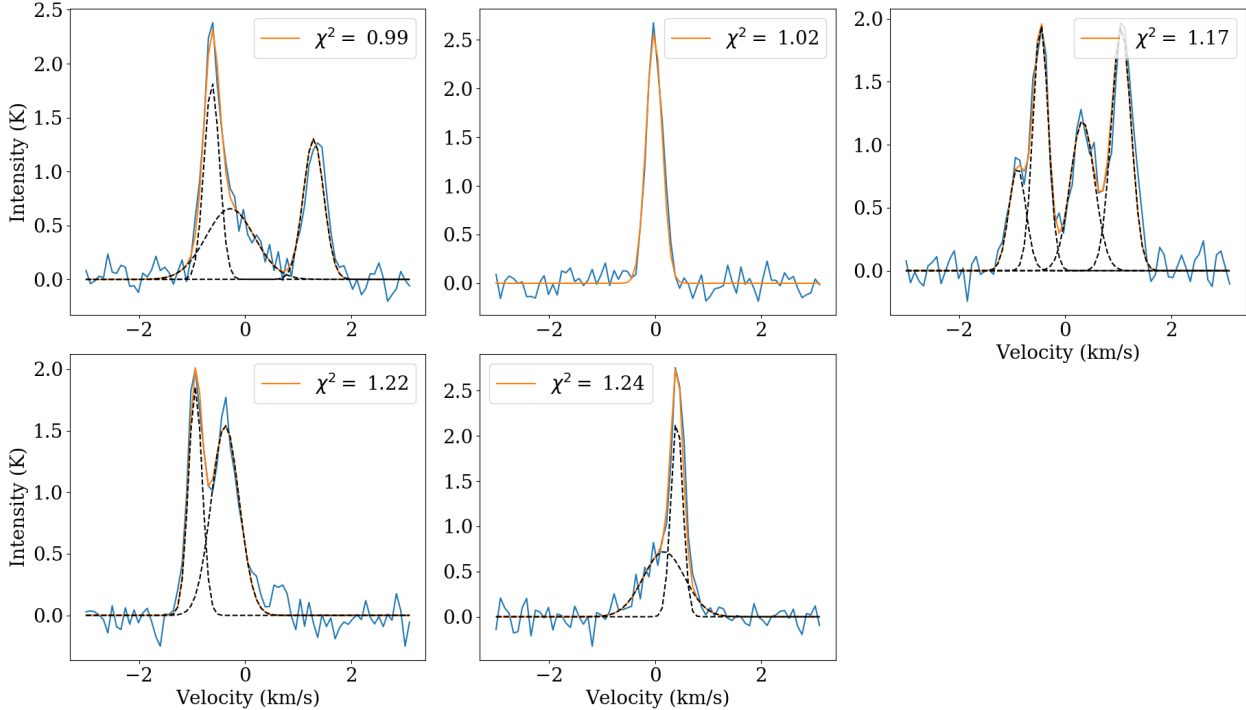 2.5
2.0
1.5
1.0
0.5
0.0
Intensity (K)
χ² = 0.99
−2 0 2
2.5
2.0
1.5
1.0
0.5
0.0
χ² = 1.02
−2 0 2
2.0
1.5
1.0
0.5
0.0
χ² = 1.17
−2 0 2
Velocity (km/s)
2.0
1.5
1.0
0.5
0.0
Intensity (K)
χ² = 1.22
−2 0 2
Velocity (km/s)
2.5
2.0
1.5
1.0
0.5
0.0
χ² = 1.24
−2 0 2
Velocity (km/s)